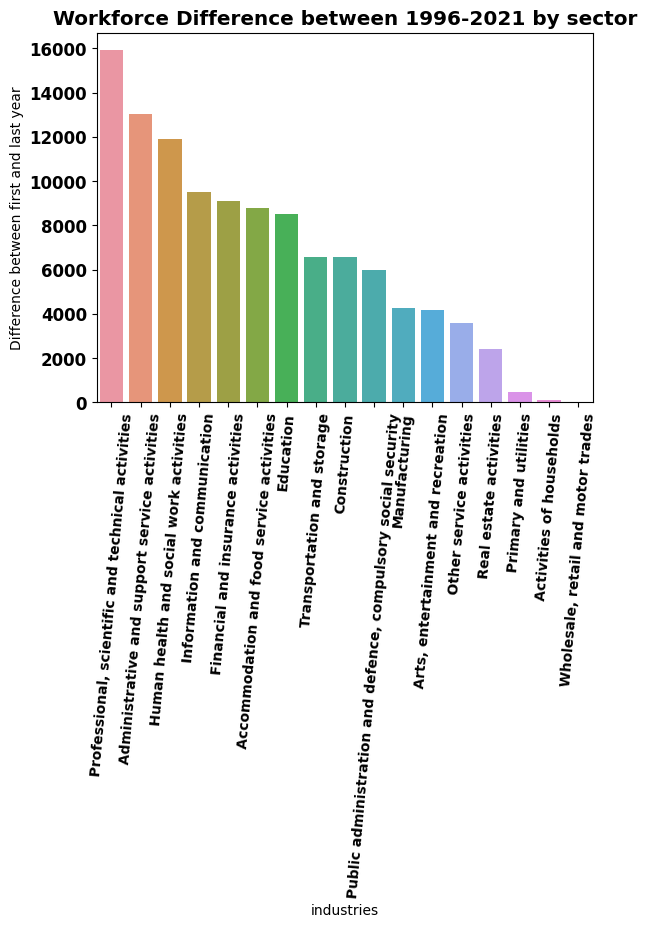 Workforce Difference between 1996-2021 by sector
Difference between first and last year
16000
14000
12000
10000
8000
6000
4000
2000
0
Professional, scientific and technical activities
Administrative and support service activities
Human health and social work activities
Information and communication
Financial and insurance activities
Accommodation and food service activities
Education
Transportation and storage
Construction
Public administration and defence, compulsory social security
Manufacturing
Arts, entertainment and recreation
Other service activities
Real estate activities
Primary and utilities
Activities of households
Wholesale, retail and motor trades
industries